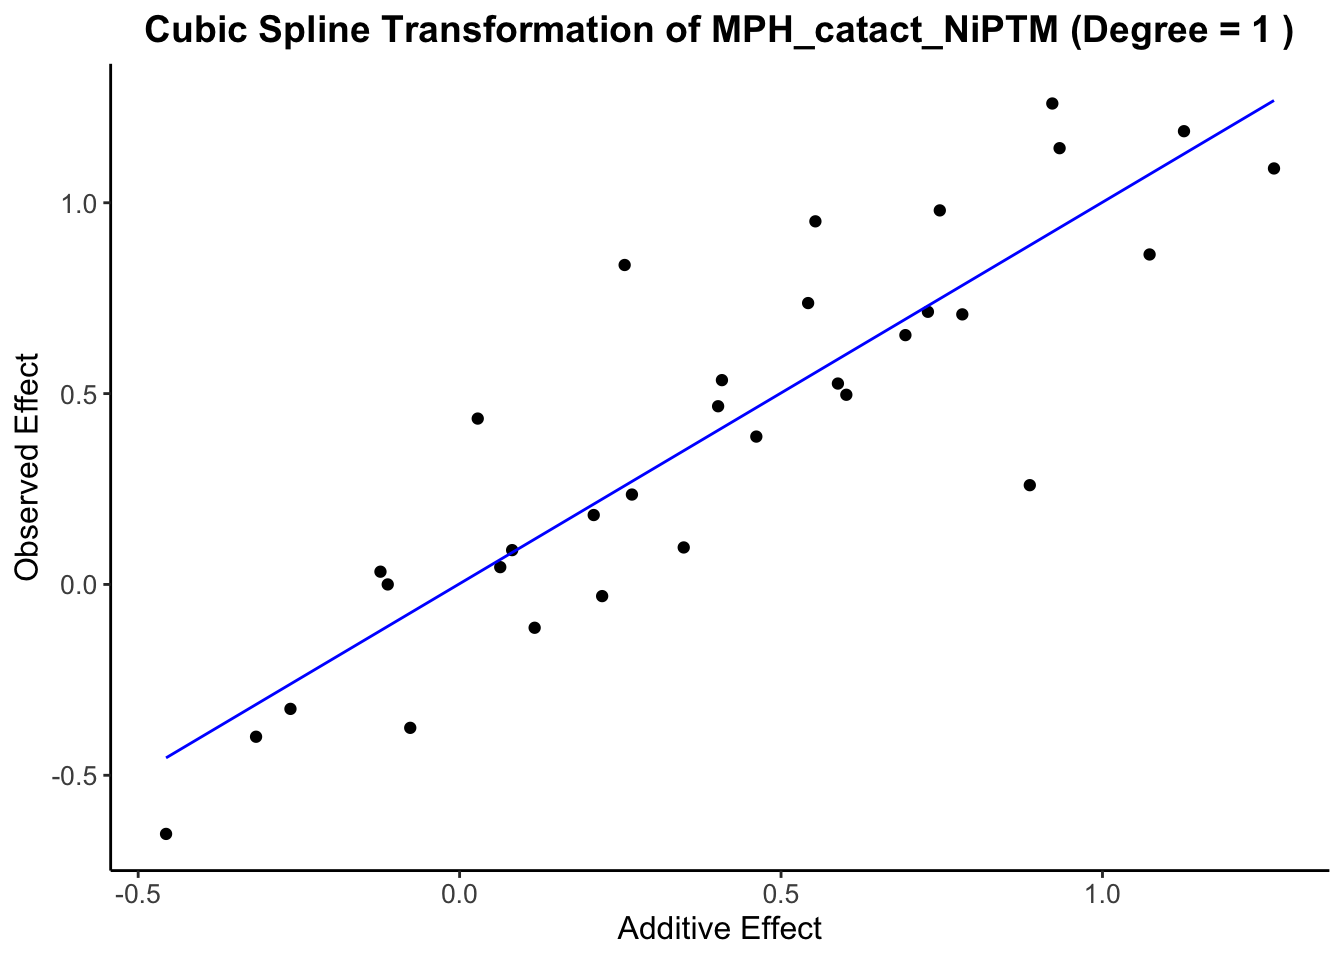 Cubic Spline Transformation of MPH_catact_NiPTM (Degree = 1 )
Observed Effect
1.0
0.5
0.0
-0.5
-0.5 0.0 0.5 1.0
Additive Effect